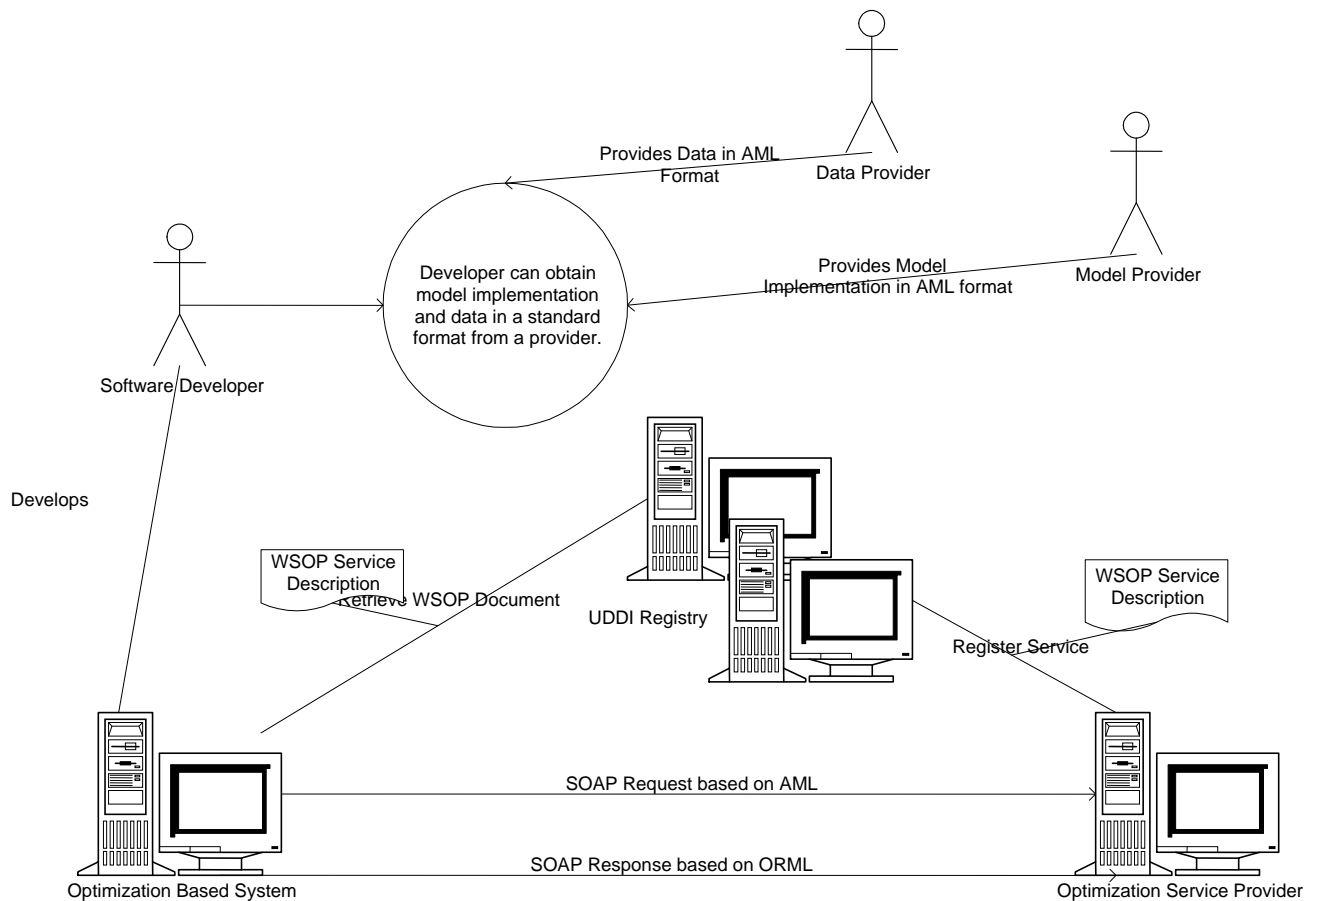 Provides Data in AML
Format
Data Provider
Provides Model
Implementation in AML format
Model Provider
Developer can obtain
model implementation
and data in a standard
format from a provider.
Software Developer
Develops
WSOP Service
Description
Retrieve WSOP Document
UDDI Registry
WSOP Service
Description
Register Service
SOAP Request based on AML
SOAP Response based on ORML
Optimization Based System
Optimization Service Provider